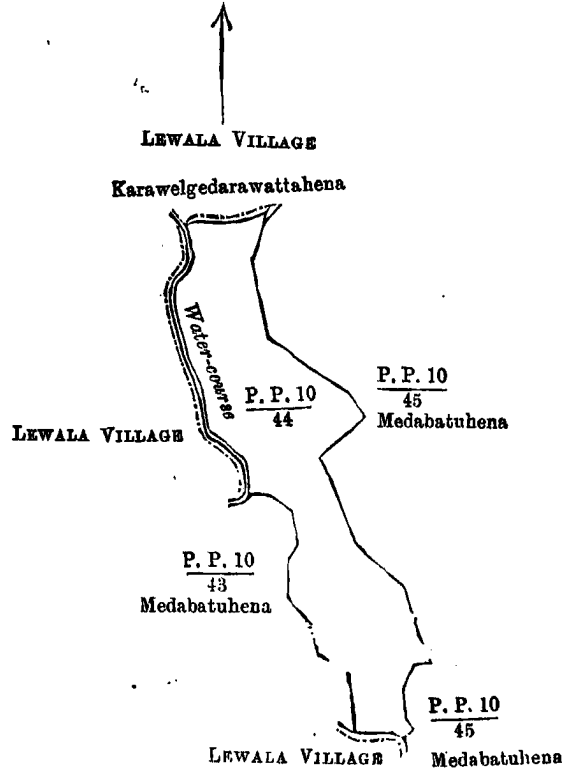 LEWALA VILLAGE
Karawelgedarawattahena
Water-course
P. P. 10
44
P. P. 10
45
Medabatuhena
LEWALA VILLAGE
P. P. 10
43
Medabatuhena
P. P. 10
45
Medabatuhena
LEWALA VILLAGE